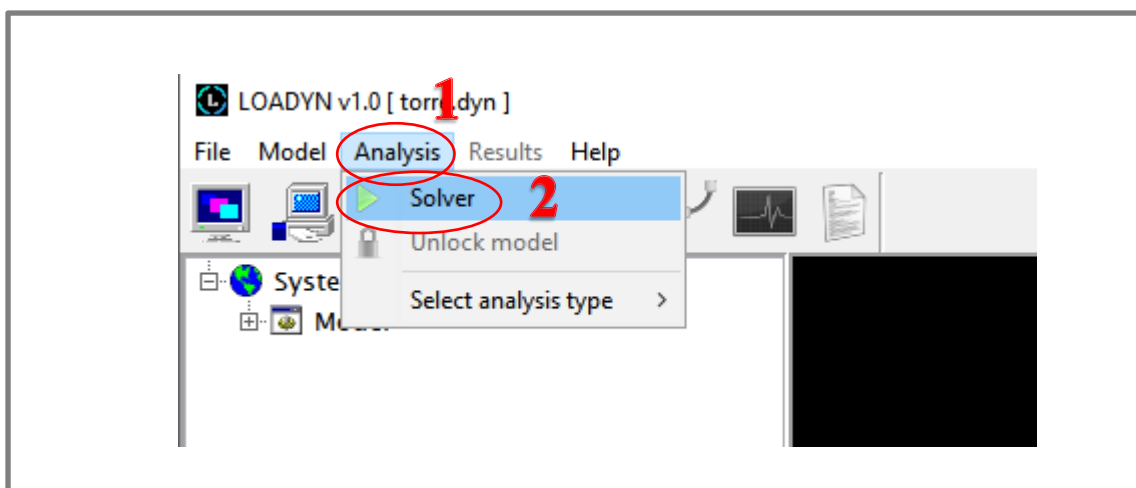 1
LOADYN v1.0 [ torre.dyn ]
File Model Analysis Results Help
Solver 2
Unlock model
Select analysis type >
Syste
M